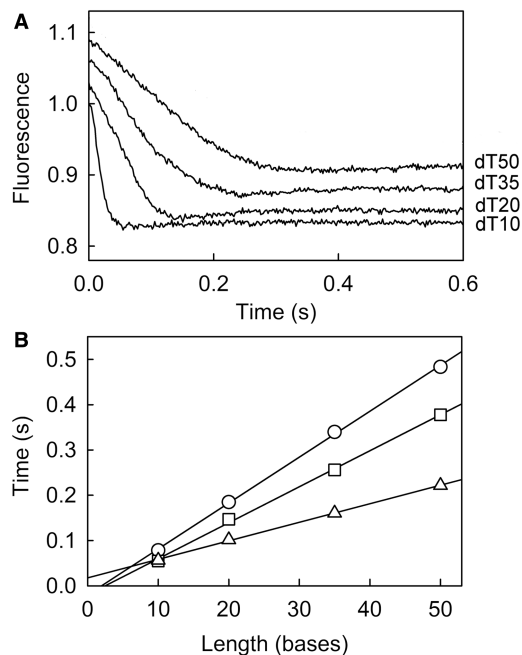 A
1.1
1.0
0.9
0.8
Fluorescence
dT50
dT35
dT20
dT10
0.0 0.2 0.4 0.6
Time (s)
B
0.5
0.4
0.3
0.2
0.1
0.0
Time (s)
0 10 20 30 40 50
Length (bases)